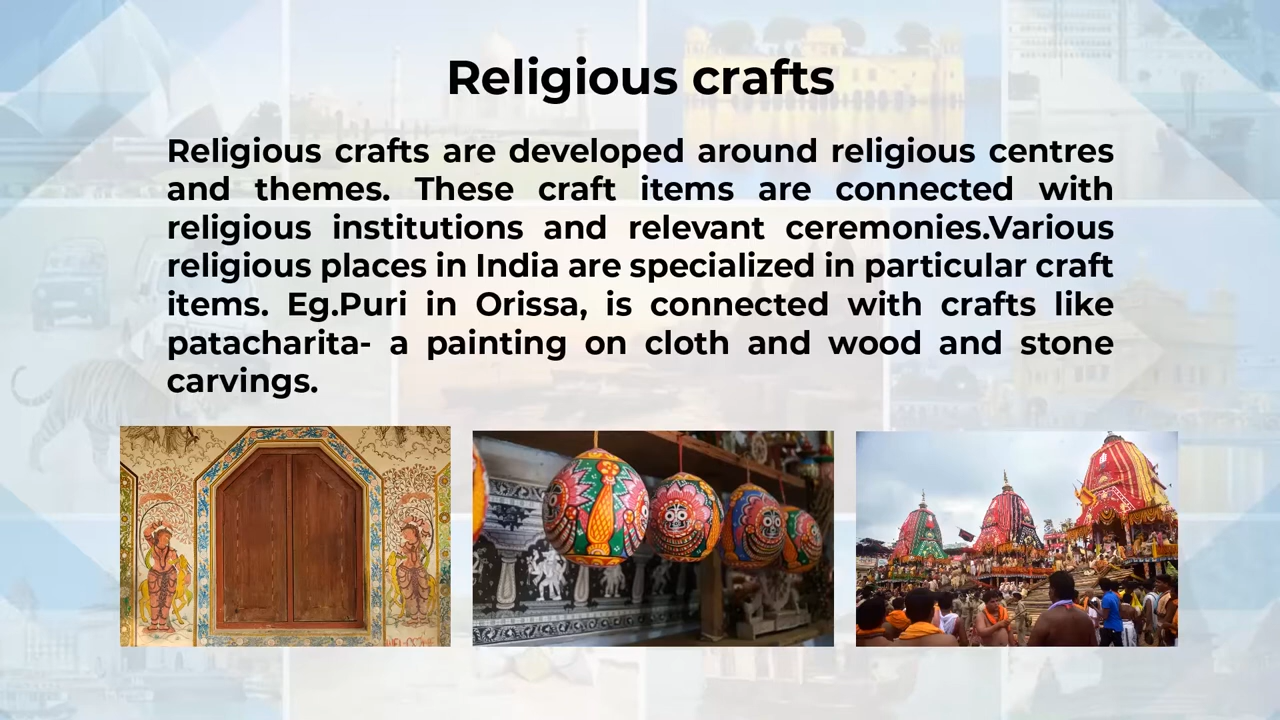 Religious crafts
Religious crafts are developed around religious centres
and themes. These craft items are connected with
religious institutions and relevant ceremonies.Various
religious places in India are specialized in particular craft
items. Eg.Puri in Orissa, is connected with crafts like
patacharita- a painting on cloth and wood and stone
carvings.